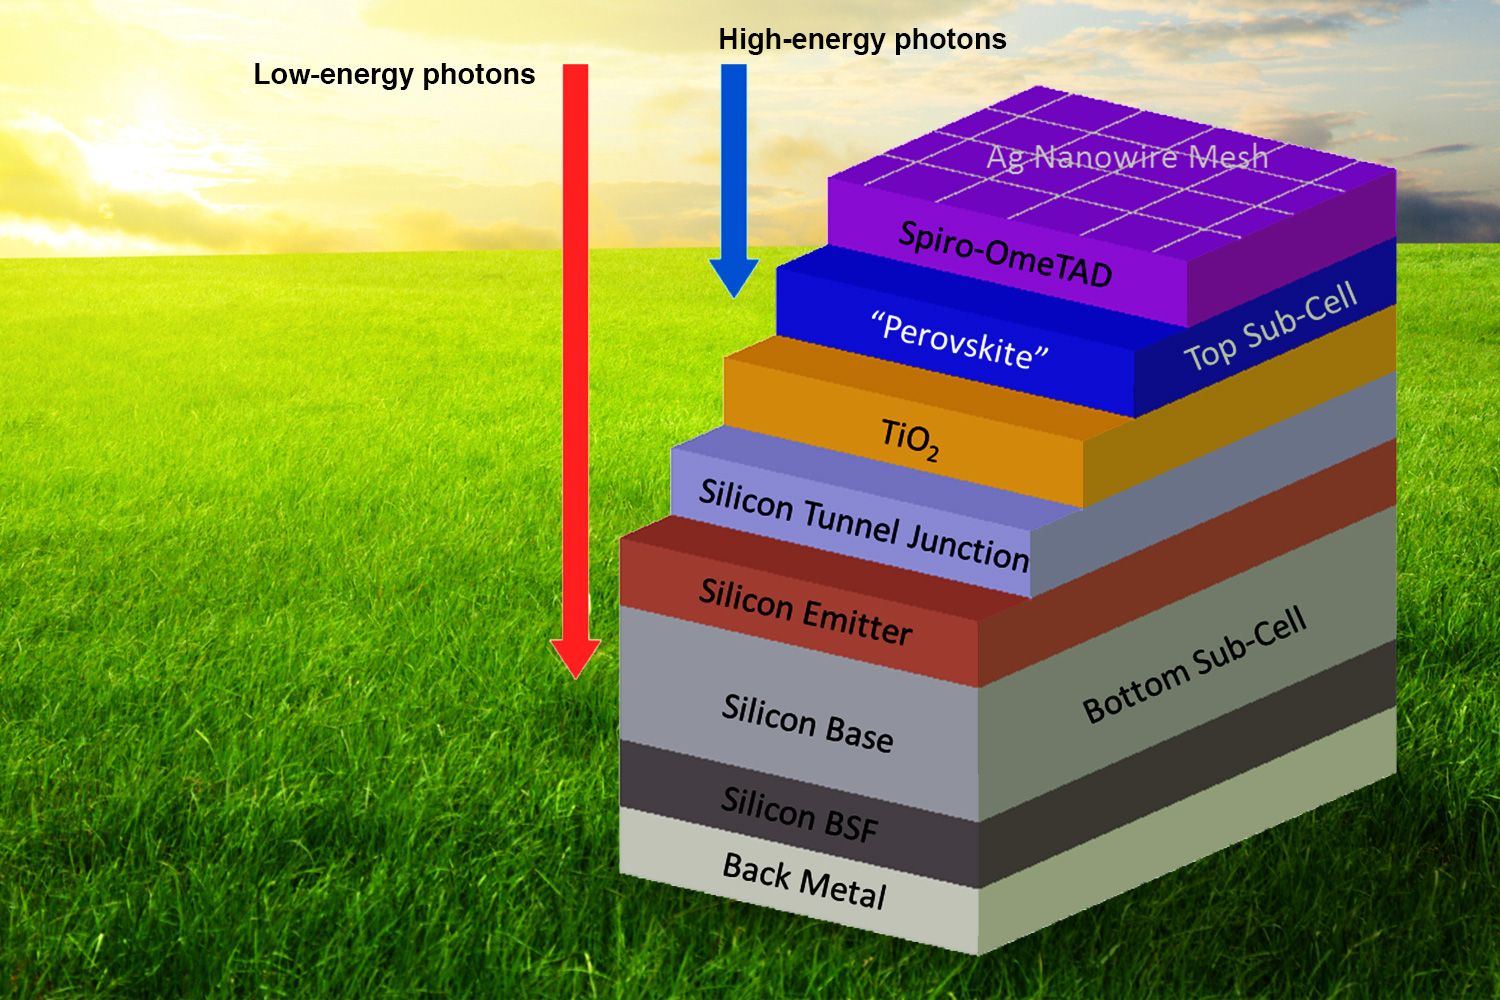 High-energy photons
Low-energy photons
Ag Nanowire Mesh
Spiro-OmeTAD
“Perovskite”
Top Sub-Cell
TiO₂
Silicon Tunnel Junction
Silicon Emitter
Silicon Base
Bottom Sub-Cell
Silicon BSF
Back Metal